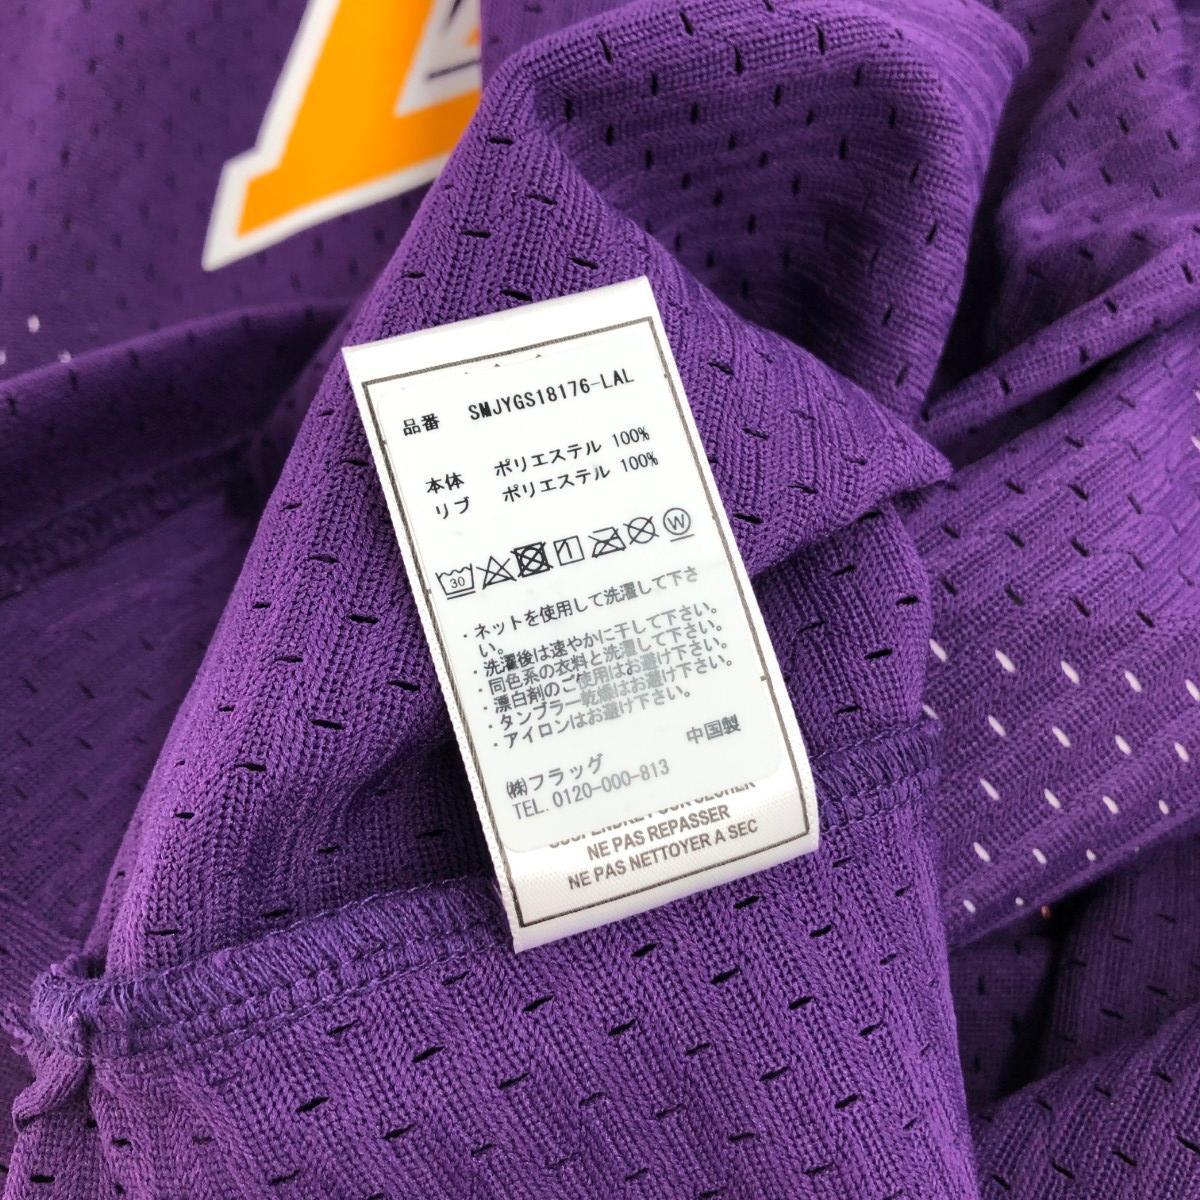 品番 SMJYGS18176-LAL
本体 ポリエステル 100%
リブ ポリエステル 100%
30 W
・ネットを使用して洗濯して下さ
い。
・洗濯後は速やかに干して下さい。
・同色系の衣料と洗濯して下さい。
・漂白剤のご使用はお避け下さい。
・タンブラー乾燥はお避け下さい。
・アイロンはお避け下さい。
中国製
㈱フラッグ
TEL.0120-000-813
NE PAS REPASSER
NE PAS NETTOYER A SEC